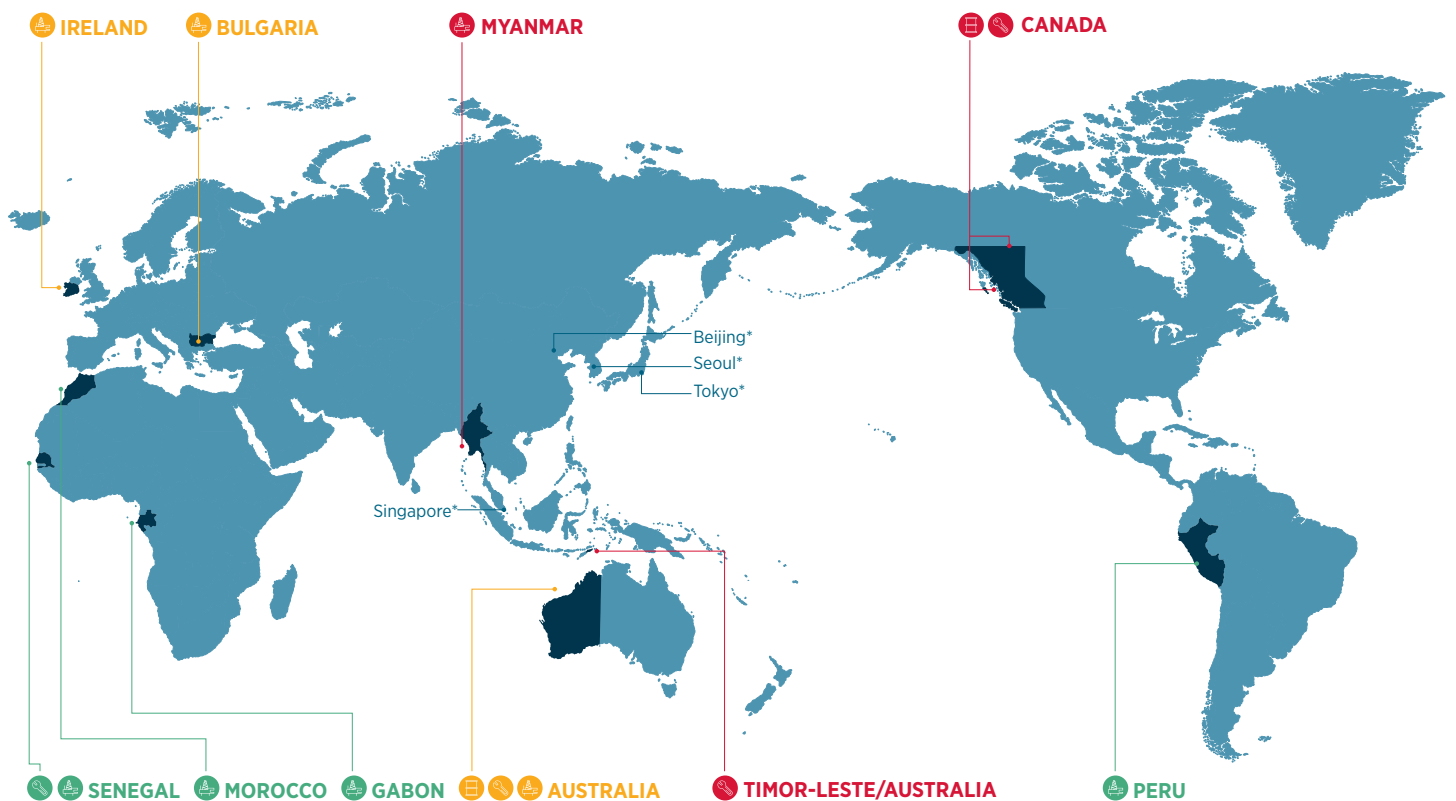 IRELAND
BULGARIA
MYANMAR
CANADA
Beijing*
Seoul*
Tokyo*
Singapore*
SENEGAL
MOROCCO
GABON
AUSTRALIA
TIMOR-LESTE/AUSTRALIA
PERU